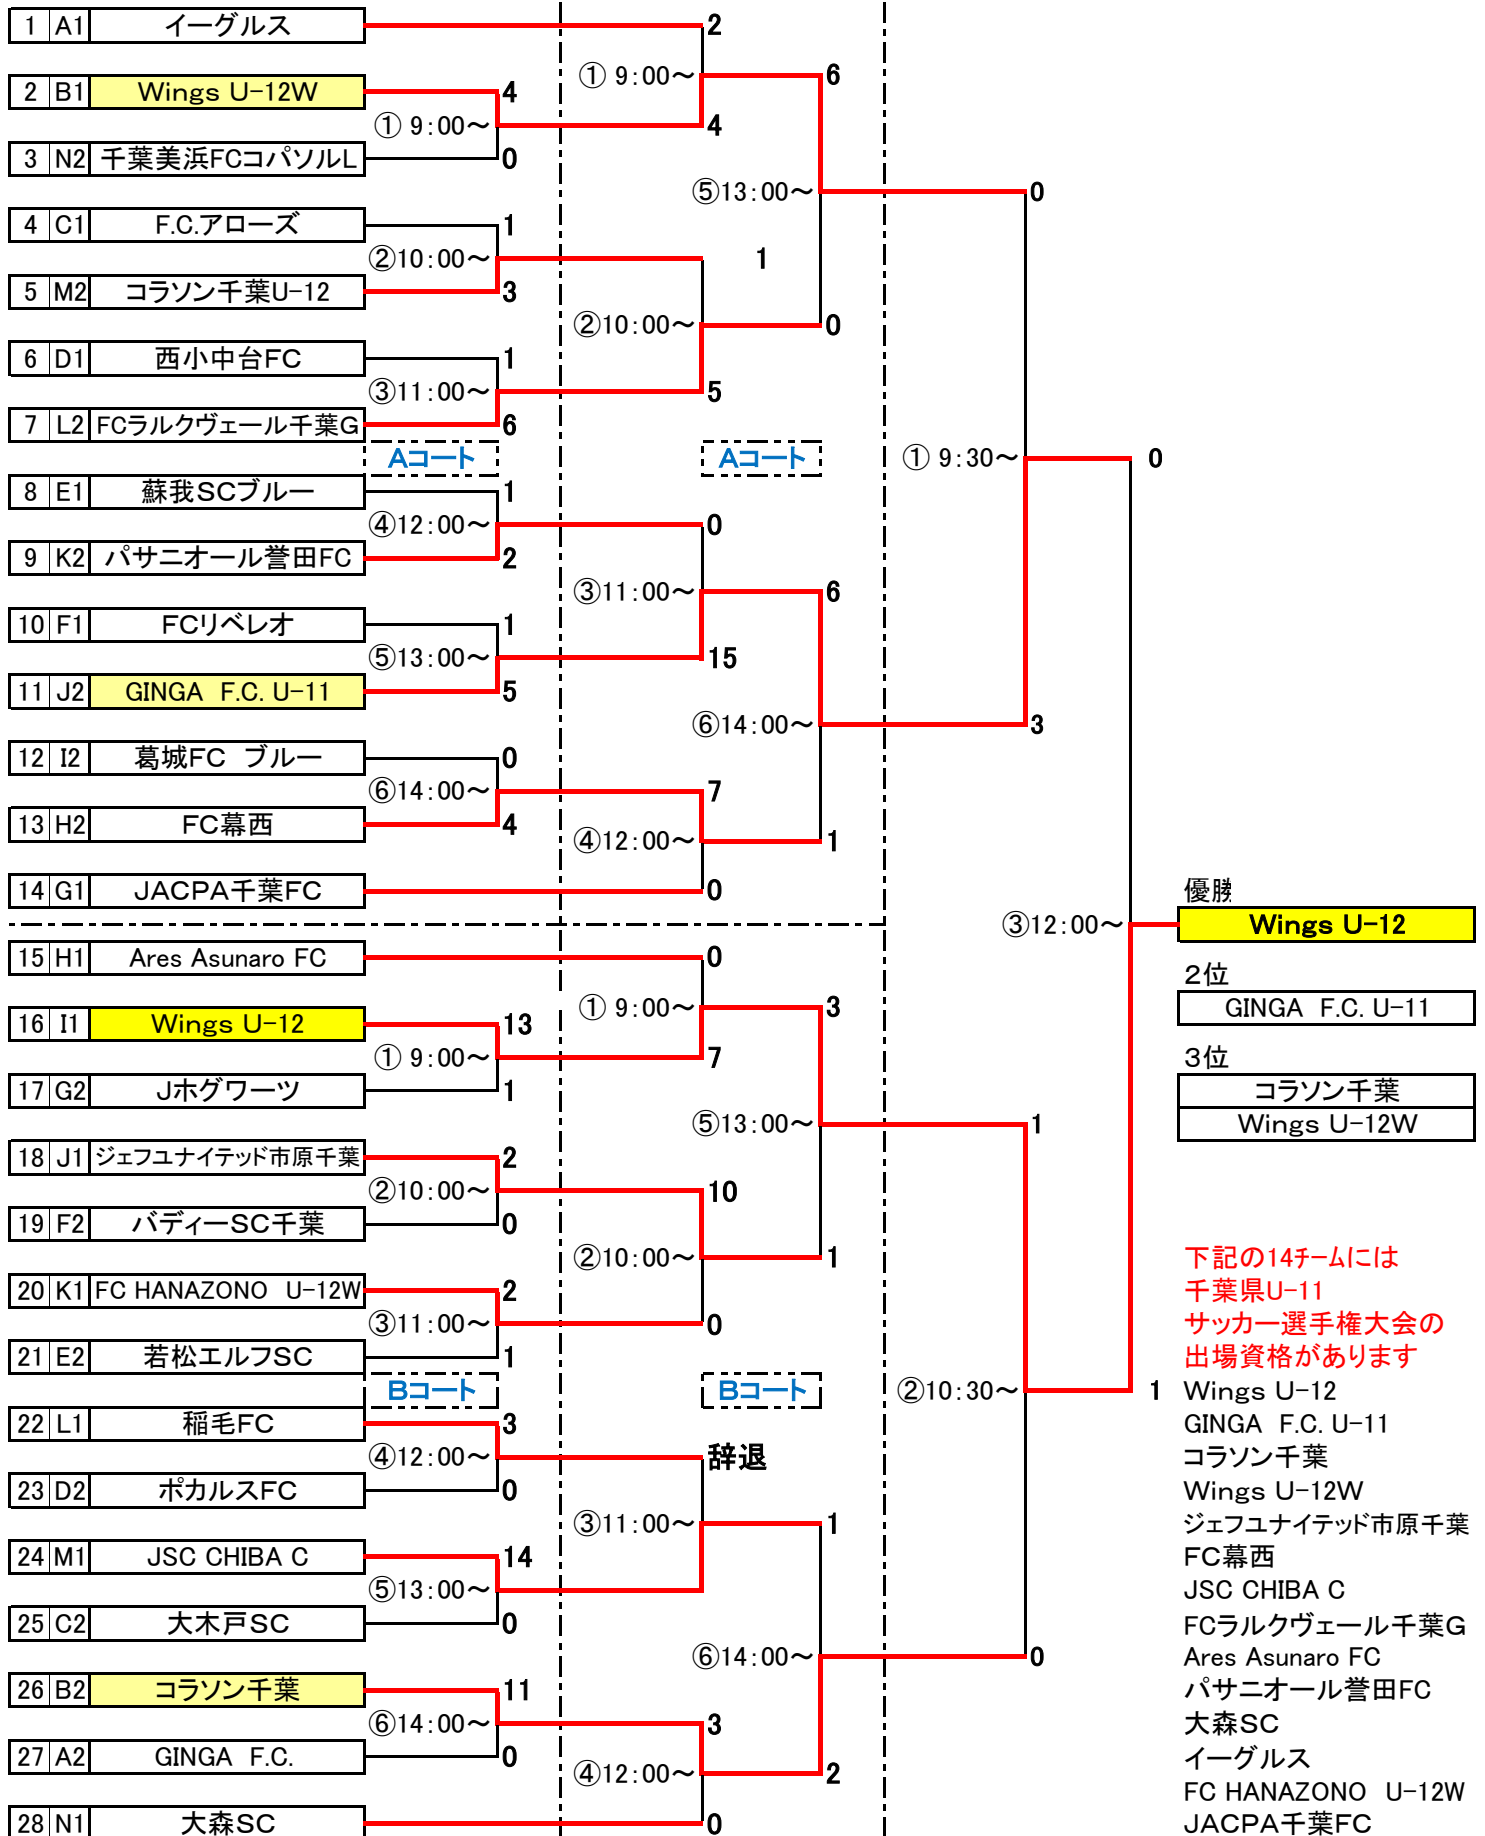 1 A1 イーグルス 2
① 9:00～ 6
2 B1 Wings U-12W 4
① 9:00～ 4
3 N2 千葉美浜FCコパソルL 0
⑤13:00～ 0
4 C1 F.C.アローズ 1
②10:00～ 1
5 M2 コラソン千葉U-12 3
②10:00～ 0
6 D1 西小中台FC 1
③11:00～ 5
7 L2 FCラルクヴェール千葉G 6
Aコート Aコート ① 9:30～ 0
8 E1 蘇我SCブルー 1
④12:00～ 0
9 K2 パサニオール誉田FC 2
③11:00～ 6
10 F1 FCリベレオ 1
⑤13:00～ 15
11 J2 GINGA F.C. U-11 5
⑥14:00～ 3
12 I2 葛城FC ブルー 0
⑥14:00～ 7
13 H2 FC幕西 4
④12:00～ 1
14 G1 JACPA千葉FC 0
優勝
③12:00～ Wings U-12
15 H1 Ares Asunaro FC 0
2位
① 9:00～ 3
GINGA F.C. U-11
16 I1 Wings U-12 13
① 9:00～ 7
3位
17 G2 Jホグワーツ 1
コラソン千葉
⑤13:00～ 1
Wings U-12W
18 J1 ジェフユナイテッド市原千葉 2
②10:00～ 10
19 F2 バディーSC千葉 0
②10:00～ 1
下記の14チームには
20 K1 FC HANAZONO U-12W 2
千葉県U-11
③11:00～ 0
サッカー選手権大会の
21 E2 若松エルフSC 1
出場資格があります
Bコート Bコート ②10:30～ 1
Wings U-12
22 L1 稲毛FC 3
GINGA F.C. U-11
④12:00～ 辞退
コラソン千葉
23 D2 ポカルスFC 0
Wings U-12W
③11:00～ 1
ジェフユナイテッド市原千葉
24 M1 JSC CHIBA C 14
FC幕西
⑤13:00～
JSC CHIBA C
25 C2 大木戸SC 0
FCラルクヴェール千葉G
⑥14:00～ 0
Ares Asunaro FC
26 B2 コラソン千葉 11
パサニオール誉田FC
⑥14:00～ 3
大森SC
27 A2 GINGA F.C. 0
イーグルス
④12:00～ 2
FC HANAZONO U-12W
28 N1 大森SC 0
JACPA千葉FC